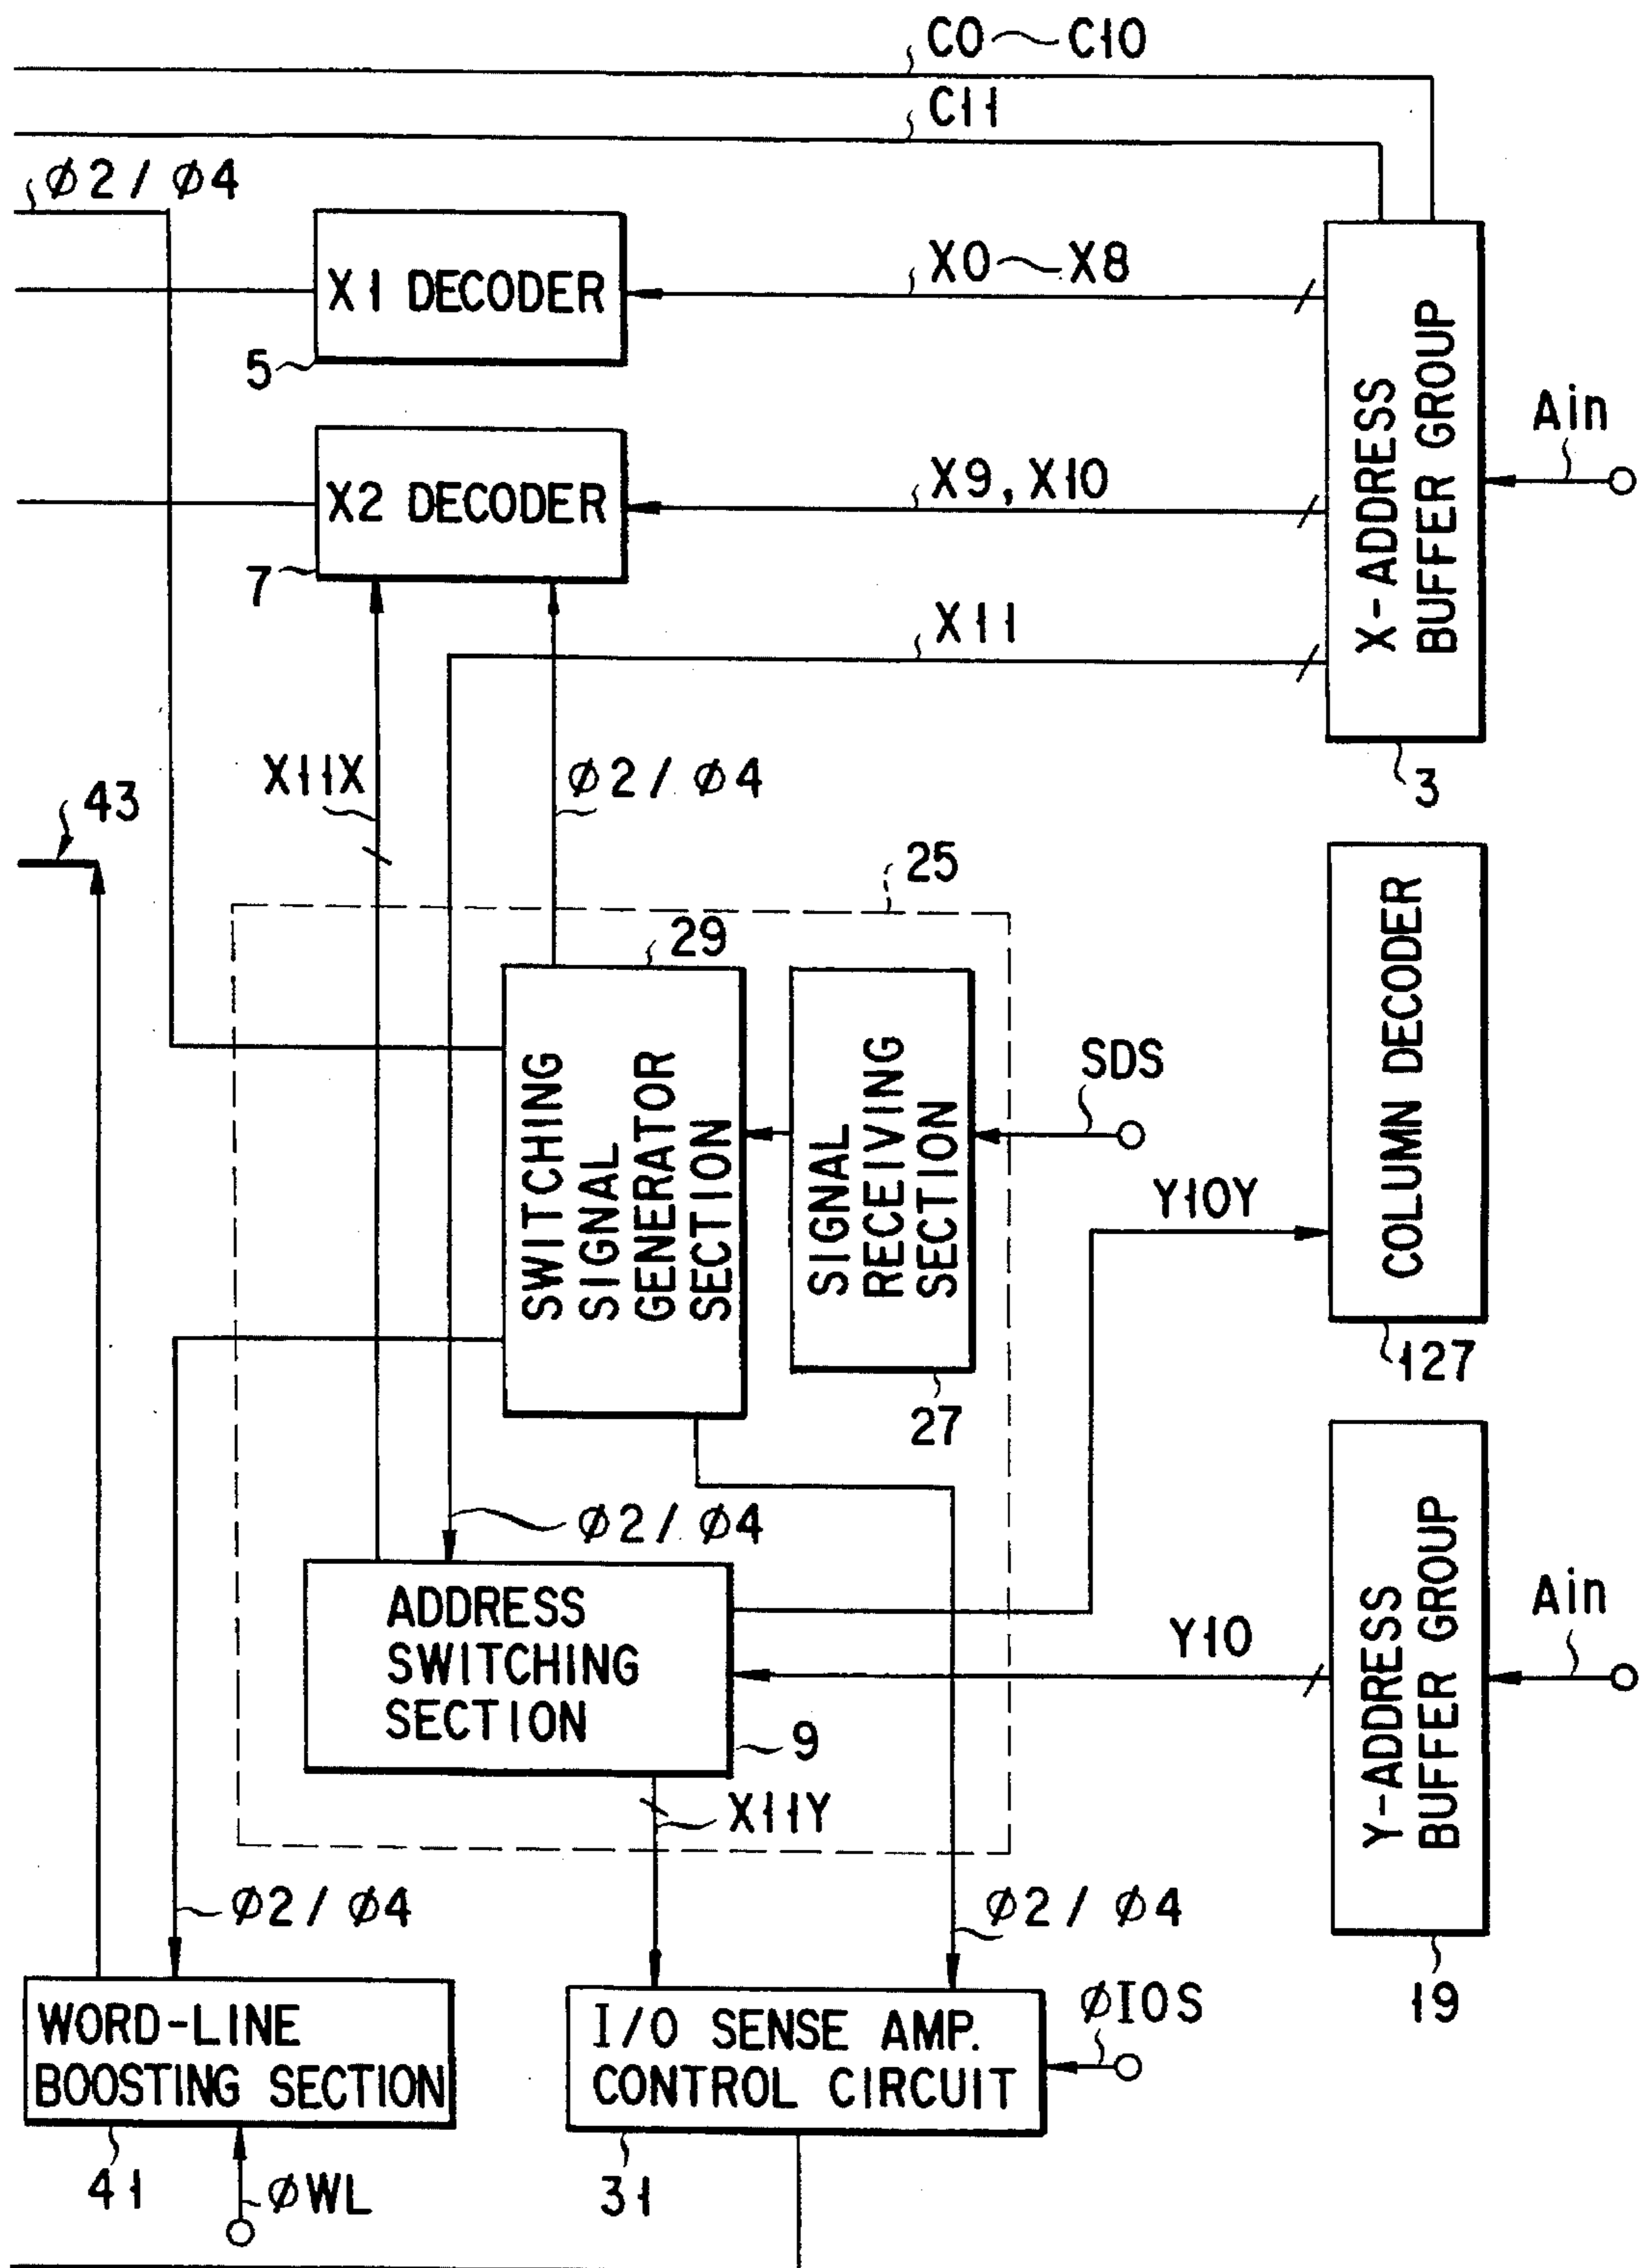 C0~C10
C11
φ2/φ4
X1 DECODER
5
X0~X8
X2 DECODER
7
X9, X10
X11
X-ADDRESS
BUFFER GROUP
3
Ain
X11X
φ2/φ4
43
25
29
SWITCHING
SIGNAL
GENERATOR
SECTION
SIGNAL
RECEIVING
SECTION
27
SDS
COLUMN DECODER
127
Y10Y
φ2/φ4
ADDRESS
SWITCHING
SECTION
9
Y10
Y-ADDRESS
BUFFER GROUP
19
Ain
X11Y
φ2/φ4
φ2/φ4
WORD-LINE
BOOSTING SECTION
41
φWL
I/O SENSE AMP.
CONTROL CIRCUIT
31
φIOS